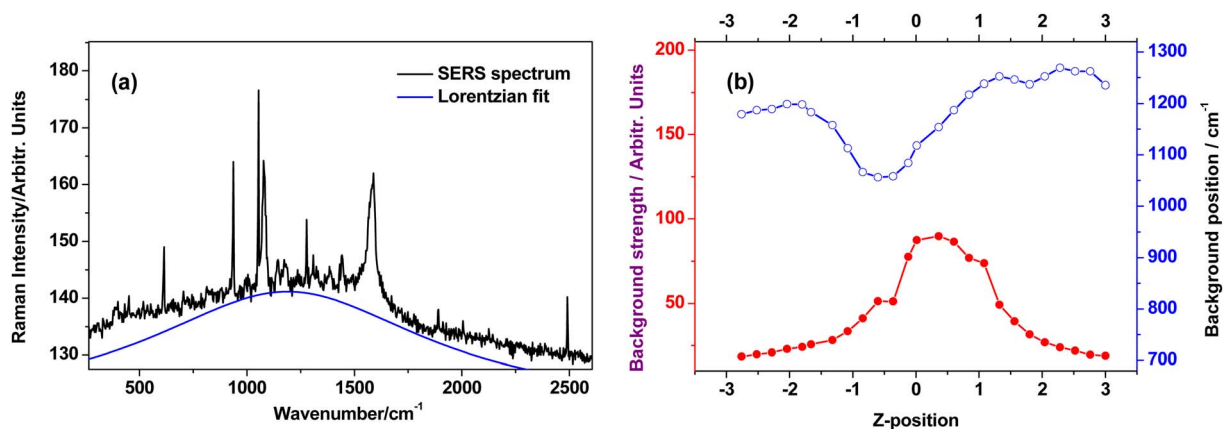 (a)
SERS spectrum
Lorentzian fit
Raman Intensity/Arbitr. Units
180
170
160
150
140
130
500 1000 1500 2000 2500
Wavenumber/cm-1
(b)
-3 -2 -1 0 1 2 3
Background strength / Arbitr. Units
200
150
100
50
1300
1200
1100
1000
900
800
700
Background position / cm-1
-3 -2 -1 0 1 2 3
Z-position